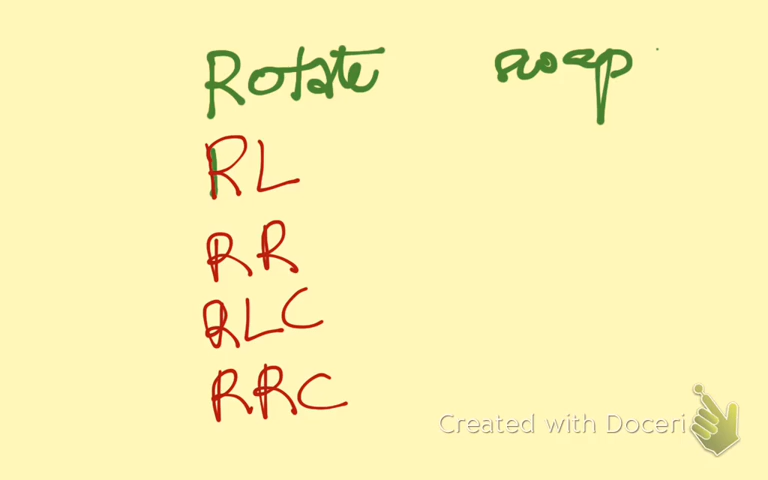 Rotate swap
RL
RR
RLC
RRC
Created with Doceri